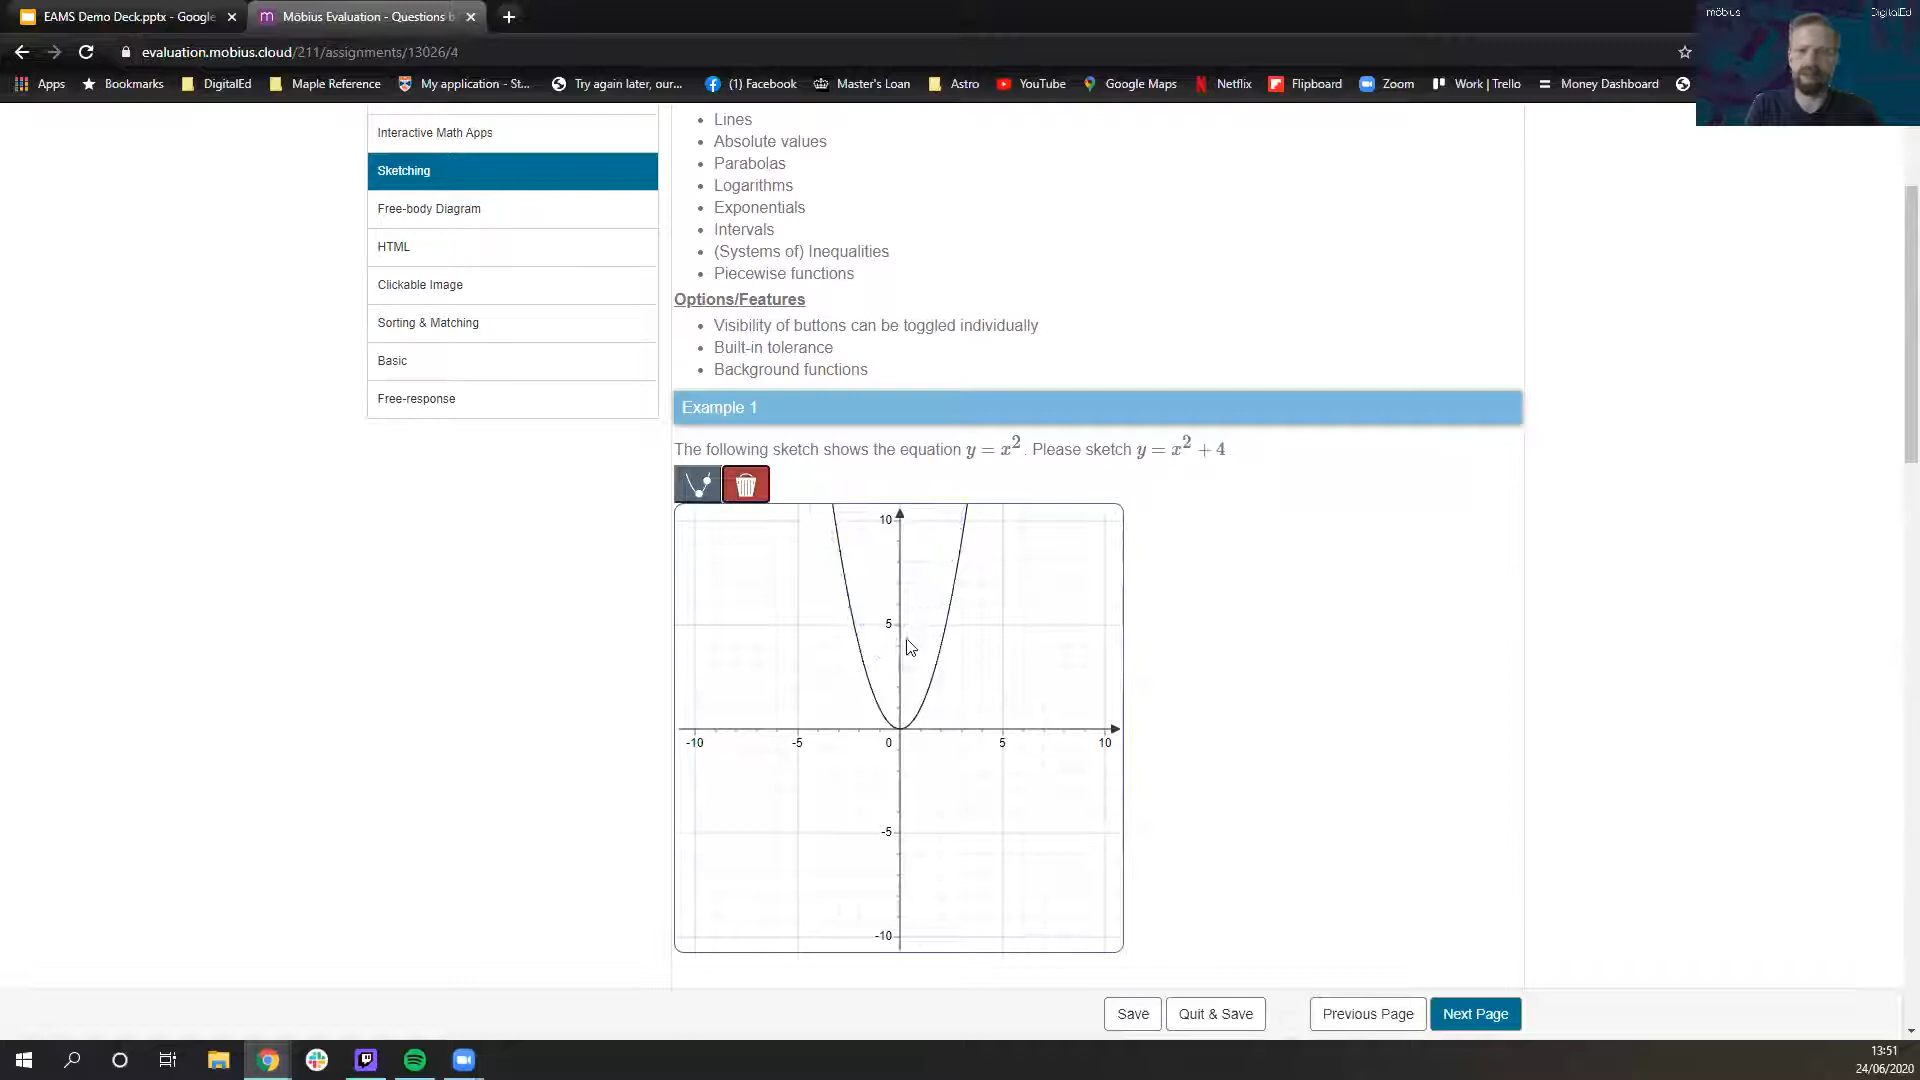 EAMS Demo Deck.pptx - Google
Möbius Evaluation - Questions b
evaluation.mobius.cloud/211/assignments/13026/4
Apps
Bookmarks
DigitalEd
Maple Reference
My application - St...
Try again later, our...
(1) Facebook
Master's Loan
Astro
YouTube
Google Maps
Netflix
Flipboard
Zoom
Work | Trello
Money Dashboard
möbius
DigitalEd
Interactive Math Apps
Sketching
Free-body Diagram
HTML
Clickable Image
Sorting & Matching
Basic
Free-response
• Lines
• Absolute values
• Parabolas
• Logarithms
• Exponentials
• Intervals
• (Systems of) Inequalities
• Piecewise functions
Options/Features
• Visibility of buttons can be toggled individually
• Built-in tolerance
• Background functions
Example 1
The following sketch shows the equation y = x². Please sketch y = x² + 4
10
5
-10 -5 0 5 10
-5
-10
Save
Quit & Save
Previous Page
Next Page
13:51
24/06/2020